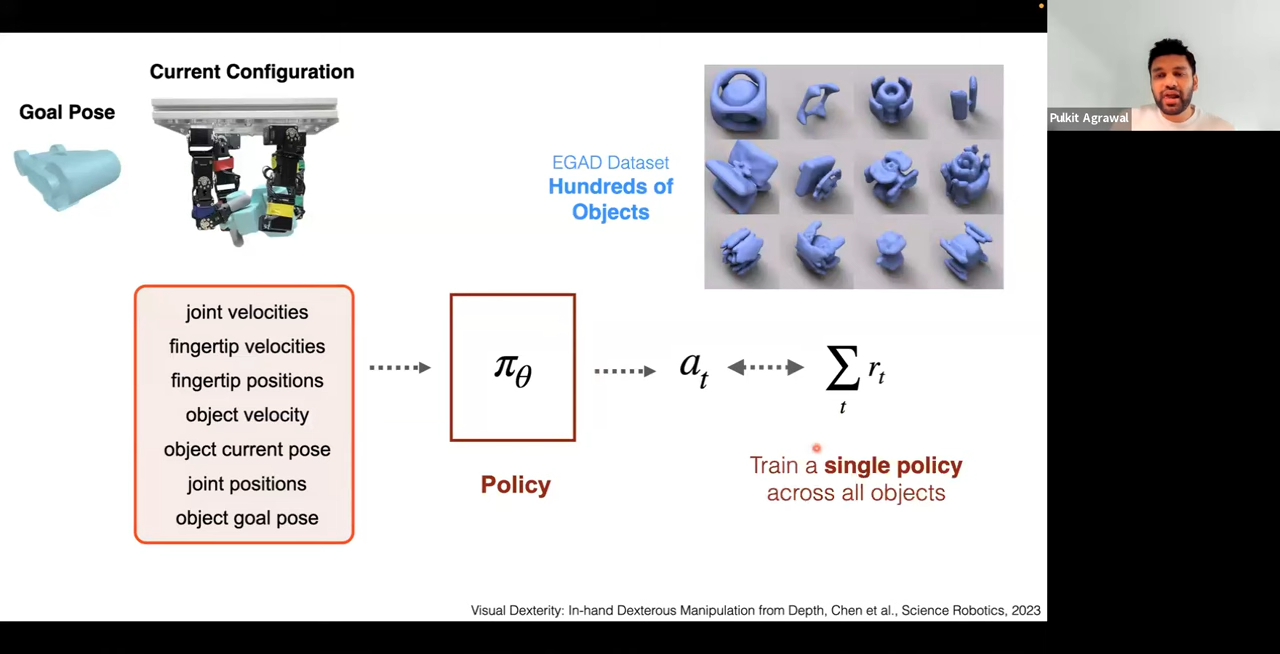 Current Configuration
Goal Pose
EGAD Dataset
Hundreds of
Objects
Pulkit Agrawal
joint velocities
fingertip velocities
fingertip positions
object velocity
object current pose
joint positions
object goal pose
πθ
Policy
at
∑ rt
t
Train a single policy
across all objects
Visual Dexterity: In-hand Dexterous Manipulation from Depth, Chen et al., Science Robotics, 2023